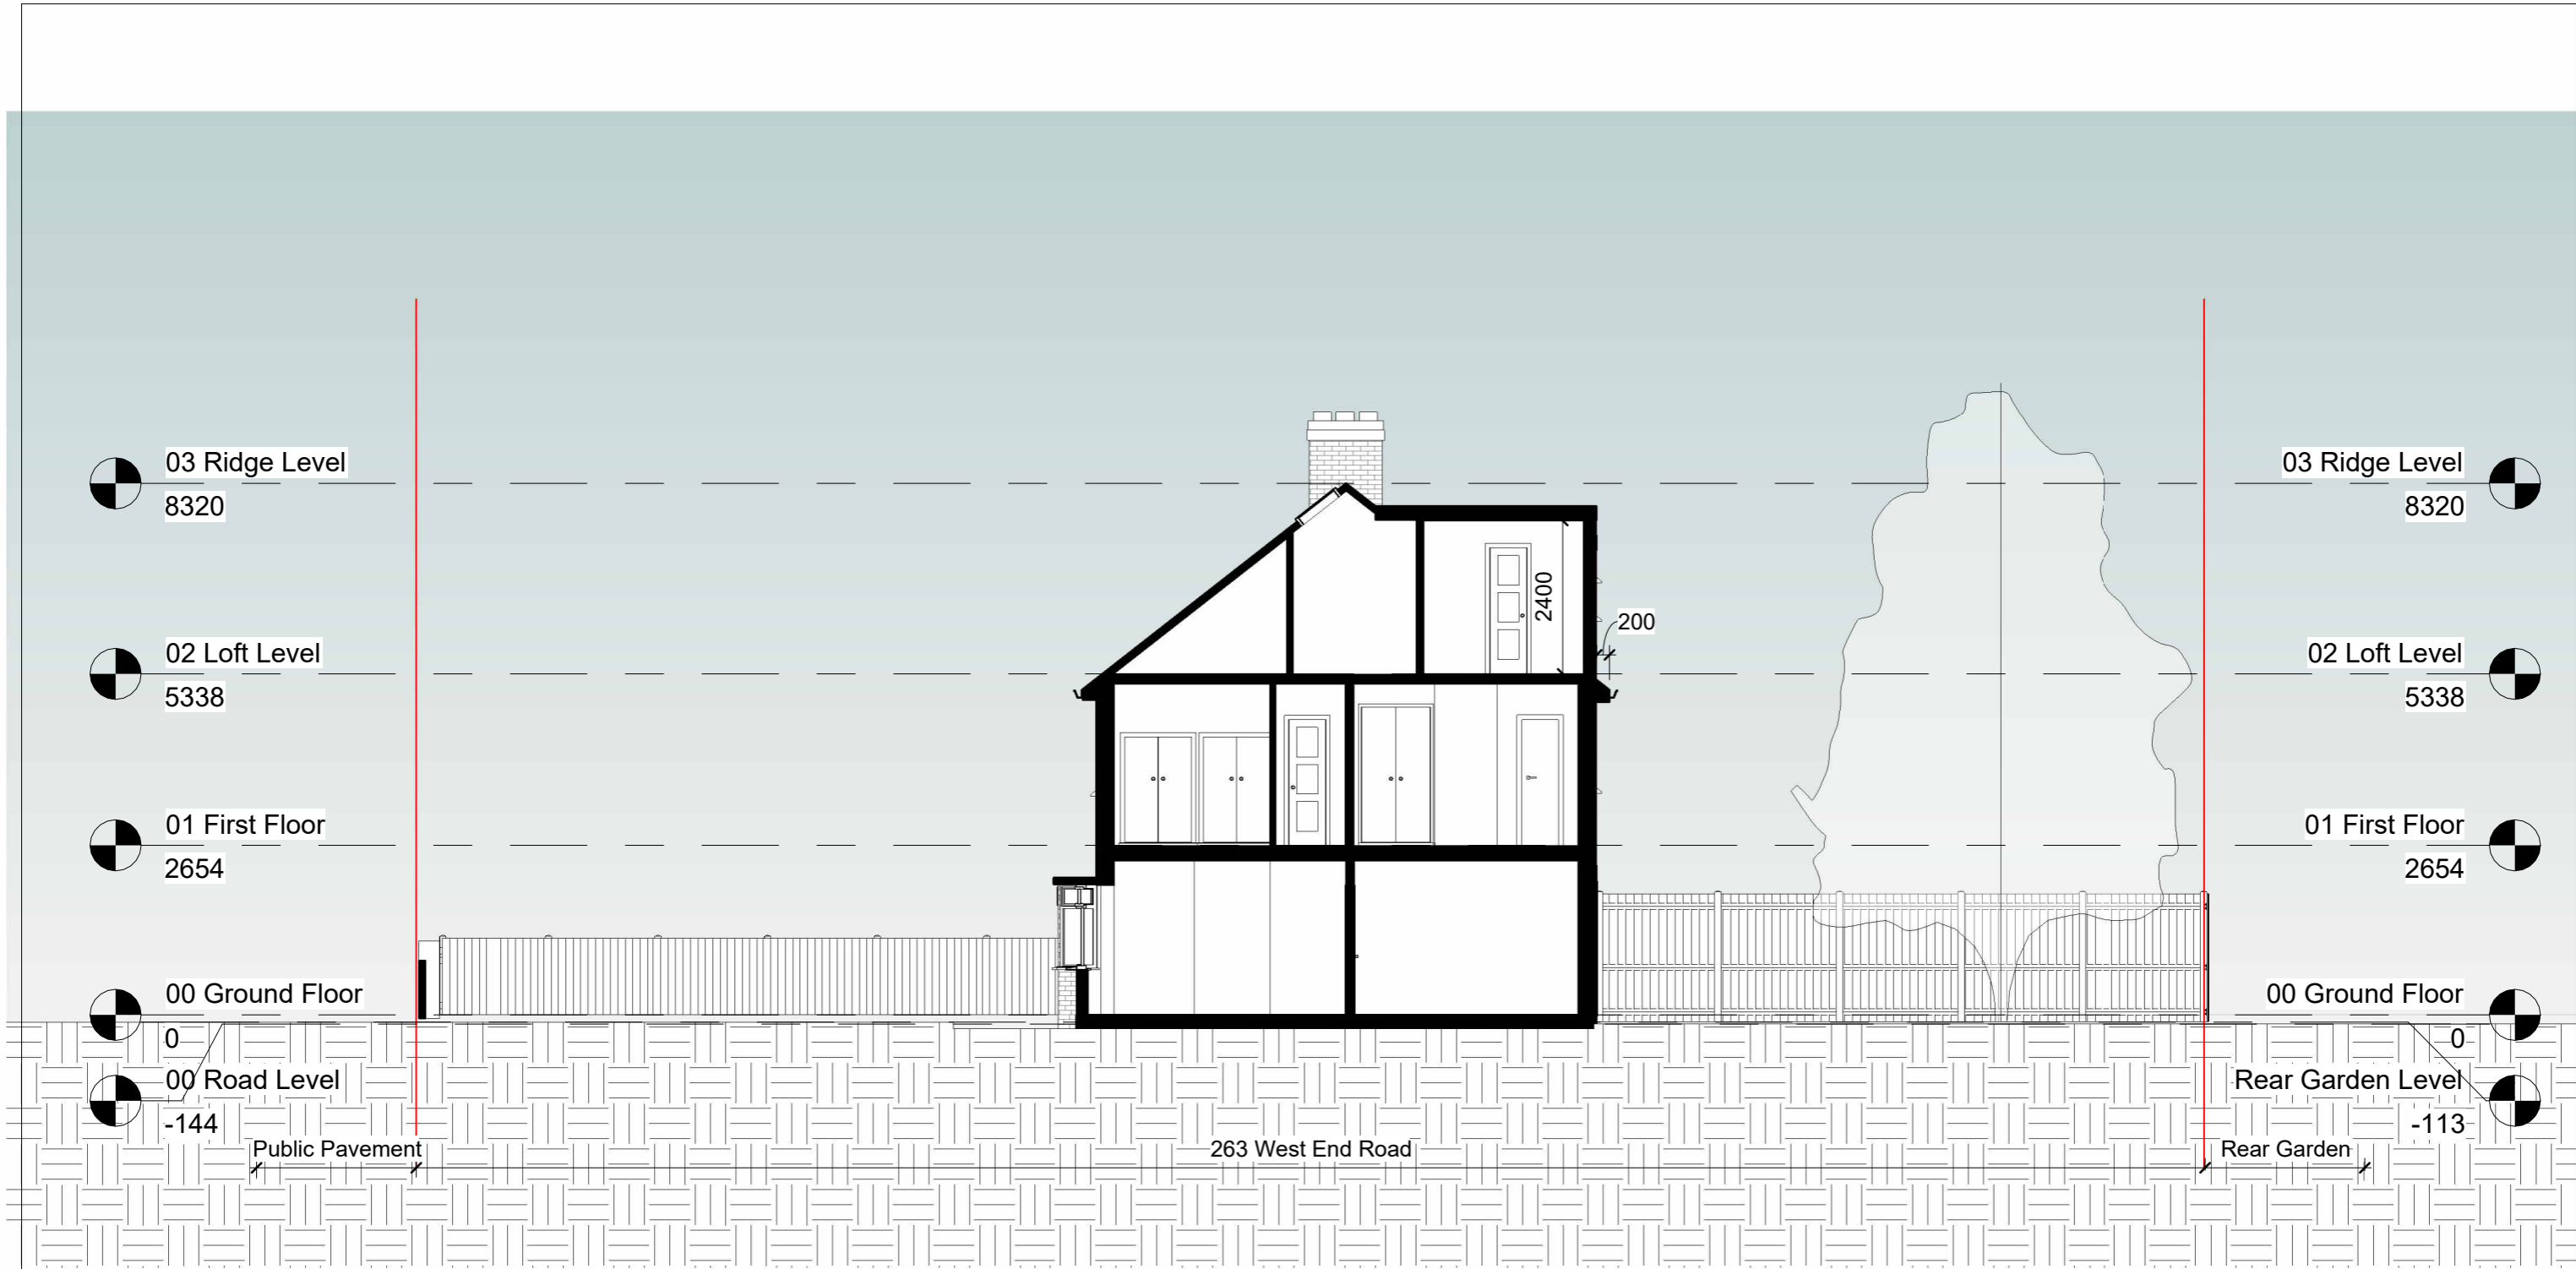 03 Ridge Level
8320
03 Ridge Level
8320
2400
200
02 Loft Level
5338
02 Loft Level
5338
01 First Floor
2654
01 First Floor
2654
00 Ground Floor
0
00 Ground Floor
0
00 Road Level
-144
Rear Garden Level
-113
Public Pavement
263 West End Road
Rear Garden